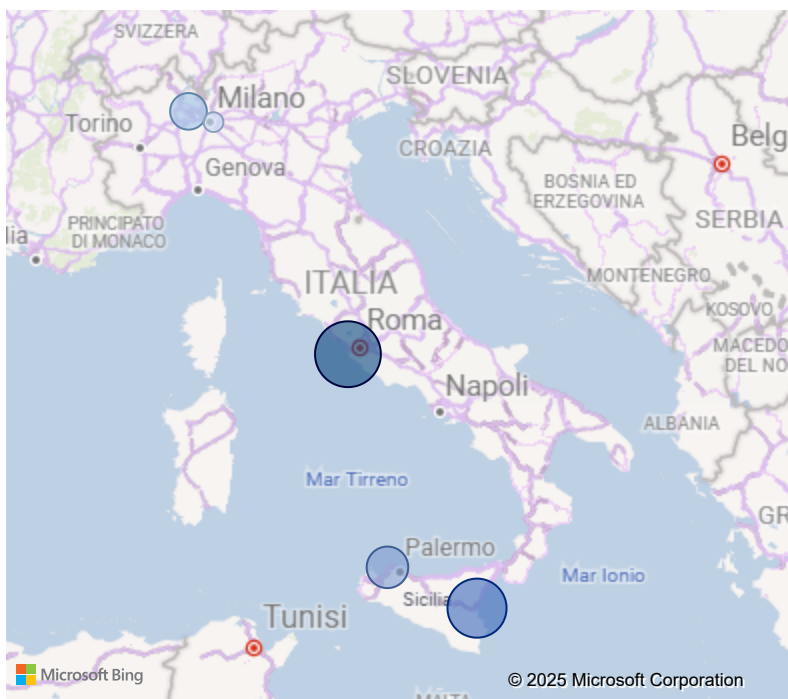 SVIZZERA
SLOVENIA
Milano
Torino
Belg
CROAZIA
Genova
BOSNIA ED
ERZEGOVINA
PRINCIPATO
DI MONACO
lia
SERBIA
MONTENEGRO
ITALIA
KOSOVO
Roma
MACEDO
DEL NO
Napoli
ALBANIA
Mar Tirreno
GR
Palermo
Mar Ionio
Sicilia
Tunisi
Microsoft Bing
© 2025 Microsoft Corporation
MALTA